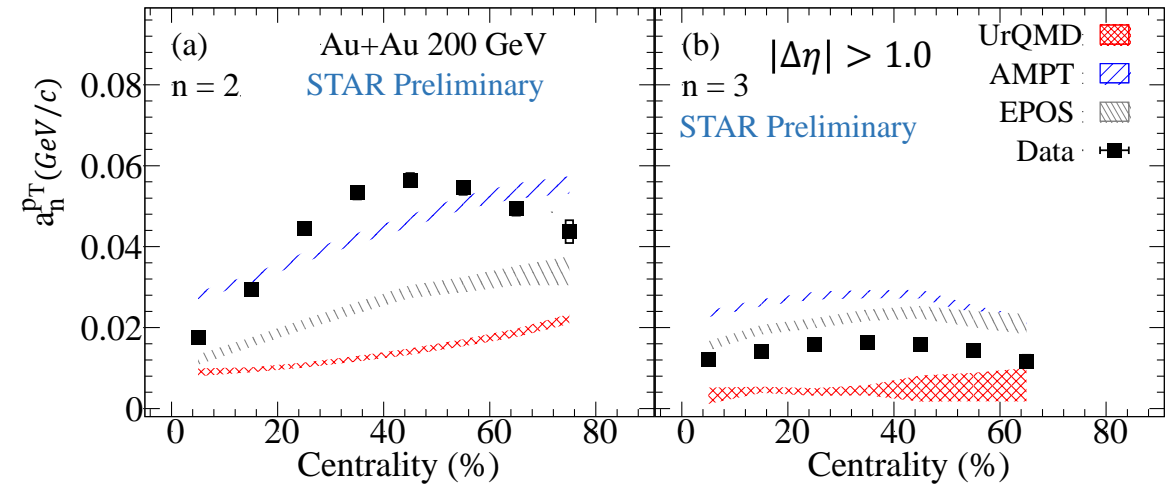 (a)
Au+Au 200 GeV
n = 2
STAR Preliminary
(b)
|Δη| > 1.0
n = 3
STAR Preliminary
UrQMD
AMPT
EPOS
Data
a_n^{p_T}(GeV/c)
0.08
0.06
0.04
0.02
0
0 20 40 60 80
0 20 40 60 80
Centrality (%)
Centrality (%)